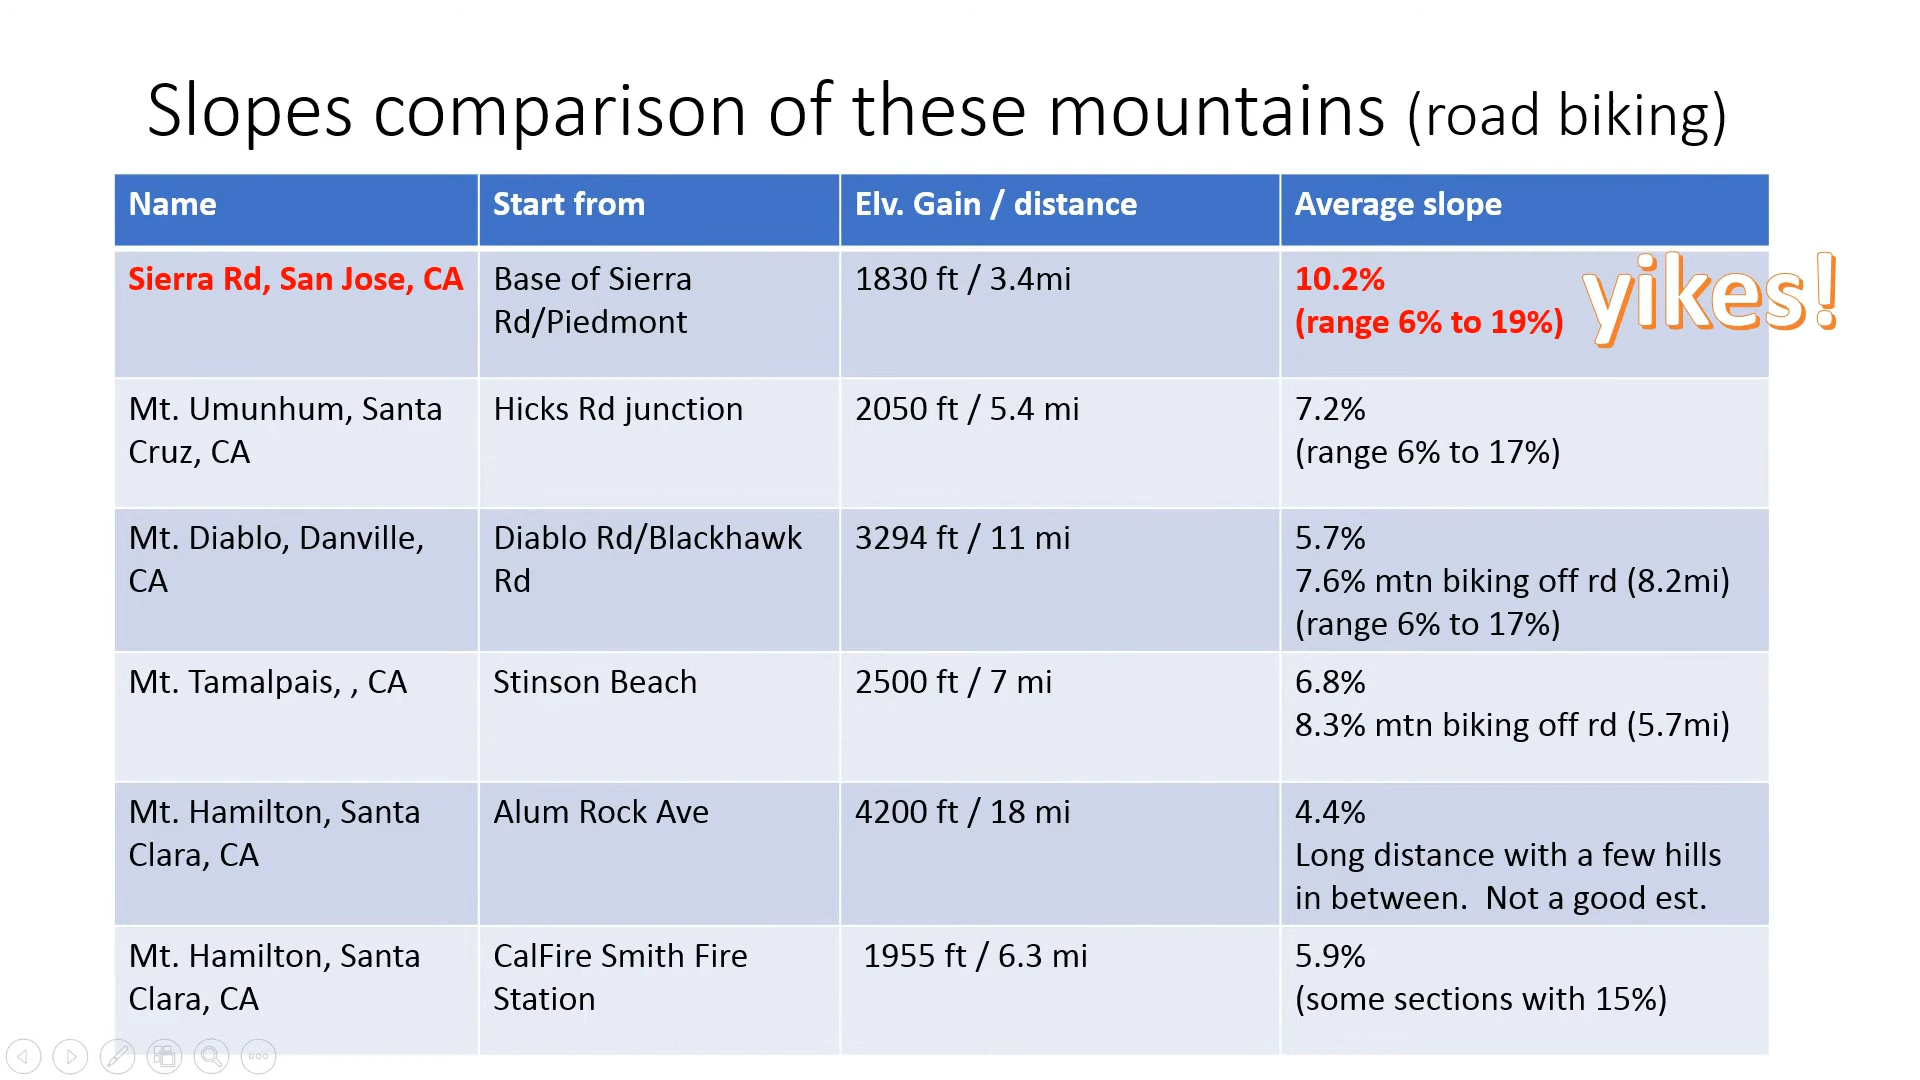 Slopes comparison of these mountains (road biking)
Name
Start from
Elv. Gain / distance
Average slope
Sierra Rd, San Jose, CA
Base of Sierra
Rd/Piedmont
1830 ft / 3.4mi
10.2%
(range 6% to 19%)
yikes!
Mt. Umunhum, Santa
Cruz, CA
Hicks Rd junction
2050 ft / 5.4 mi
7.2%
(range 6% to 17%)
Mt. Diablo, Danville,
CA
Diablo Rd/Blackhawk
Rd
3294 ft / 11 mi
5.7%
7.6% mtn biking off rd (8.2mi)
(range 6% to 17%)
Mt. Tamalpais, , CA
Stinson Beach
2500 ft / 7 mi
6.8%
8.3% mtn biking off rd (5.7mi)
Mt. Hamilton, Santa
Clara, CA
Alum Rock Ave
4200 ft / 18 mi
4.4%
Long distance with a few hills
in between.  Not a good est.
Mt. Hamilton, Santa
Clara, CA
CalFire Smith Fire
Station
1955 ft / 6.3 mi
5.9%
(some sections with 15%)